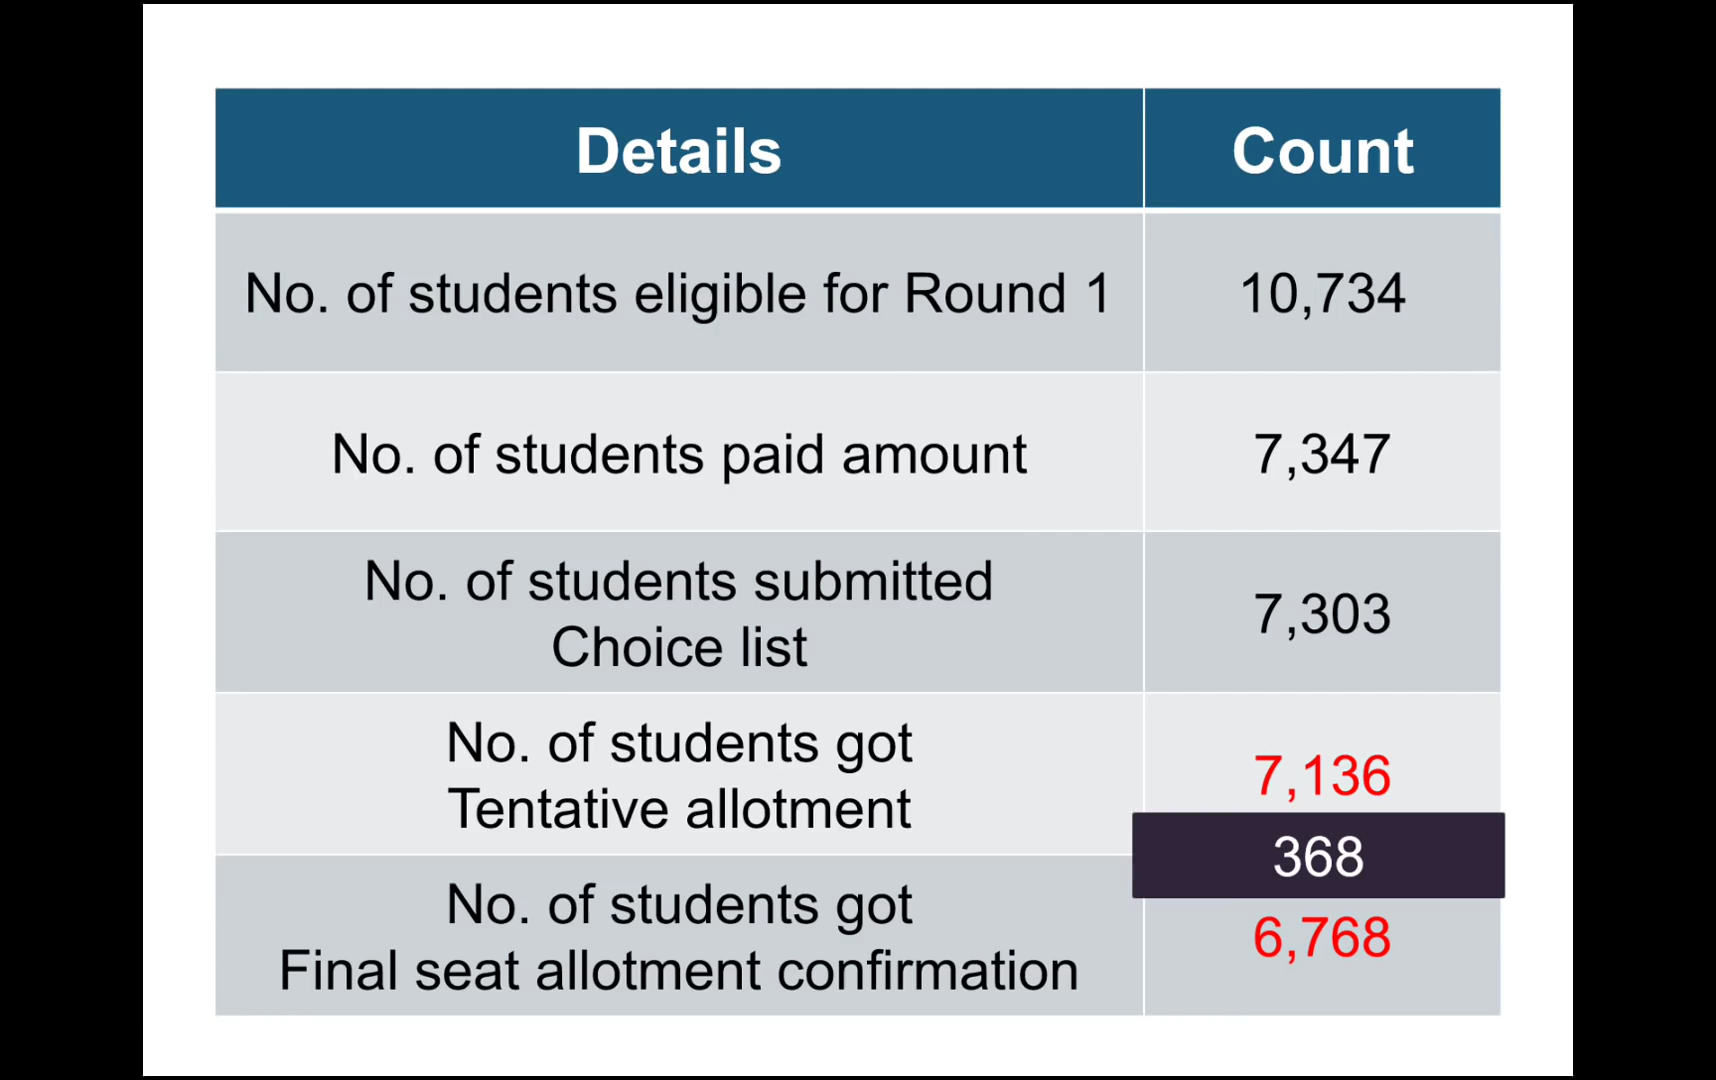 Details Count
No. of students eligible for Round 1 10,734
No. of students paid amount 7,347
No. of students submitted
Choice list
7,303
No. of students got
Tentative allotment
7,136
368
No. of students got
Final seat allotment confirmation
6,768